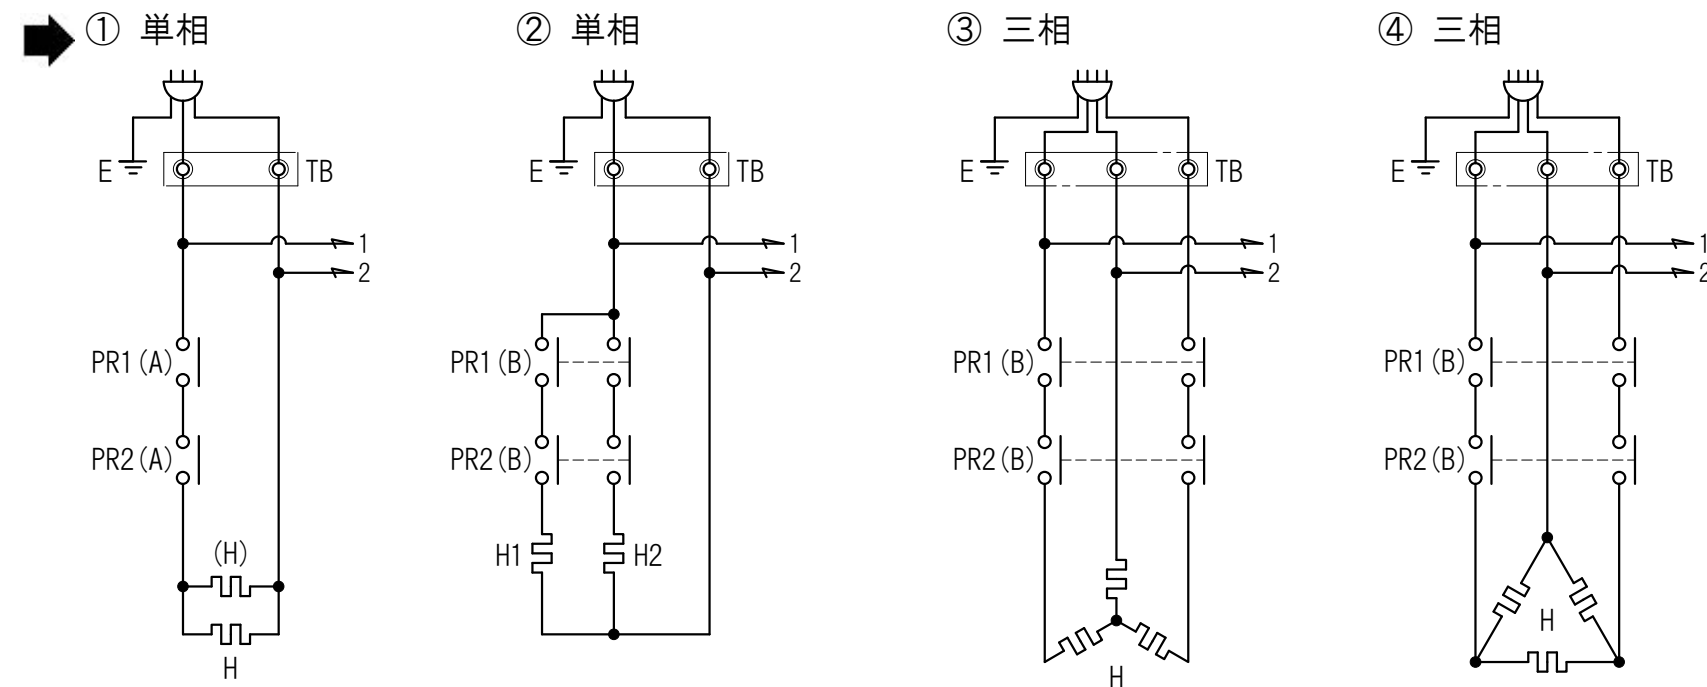 ① 単相
② 単相
③ 三相
④ 三相
E
TB
E
TB
E
TB
E
TB
1
2
1
2
1
2
1
2
PR1(A)
PR1(B)
PR1(B)
PR1(B)
PR2(A)
PR2(B)
PR2(B)
PR2(B)
(H)
H1
H2
H
H
H